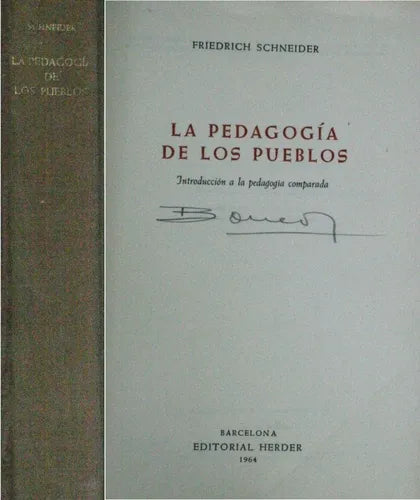 SCHNEIDER
LA PEDAGOGÍA
DE
LOS PUEBLOS
FRIEDRICH SCHNEIDER
LA PEDAGOGÍA
DE LOS PUEBLOS
Introducción a la pedagogía comparada
BARCELONA
EDITORIAL HERDER
1964